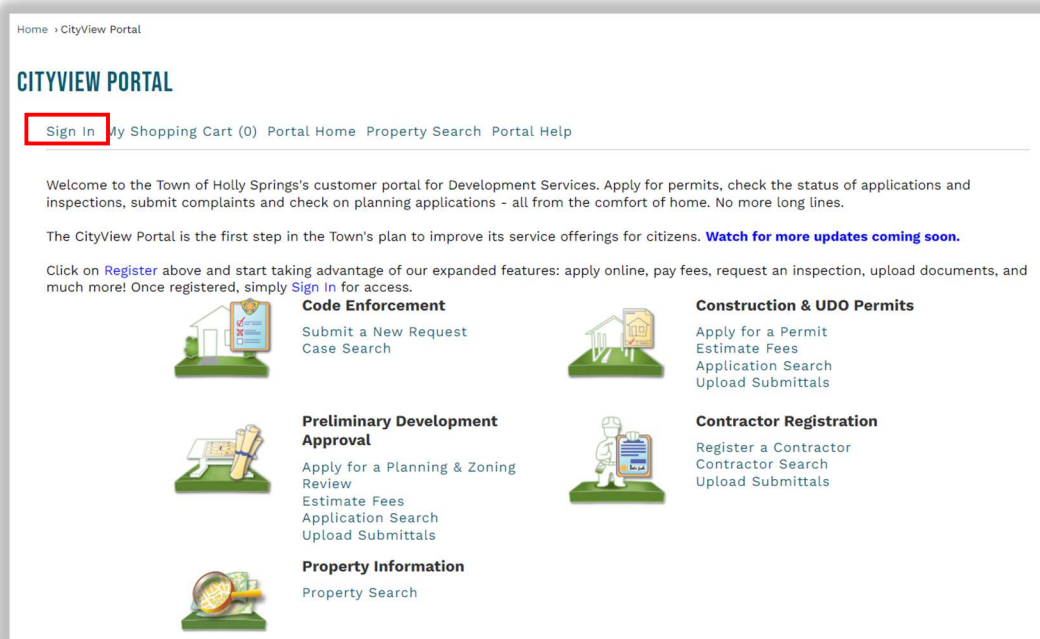 Home › CityView Portal
CITYVIEW PORTAL
Sign In My Shopping Cart (0) Portal Home Property Search Portal Help
Welcome to the Town of Holly Springs's customer portal for Development Services. Apply for permits, check the status of applications and
inspections, submit complaints and check on planning applications - all from the comfort of home. No more long lines.
The CityView Portal is the first step in the Town's plan to improve its service offerings for citizens. Watch for more updates coming soon.
Click on Register above and start taking advantage of our expanded features: apply online, pay fees, request an inspection, upload documents, and
much more! Once registered, simply Sign In for access.
Code Enforcement
Submit a New Request
Case Search
Construction & UDO Permits
Apply for a Permit
Estimate Fees
Application Search
Upload Submittals
Preliminary Development
Approval
Apply for a Planning & Zoning
Review
Estimate Fees
Application Search
Upload Submittals
Contractor Registration
Register a Contractor
Contractor Search
Upload Submittals
Property Information
Property Search